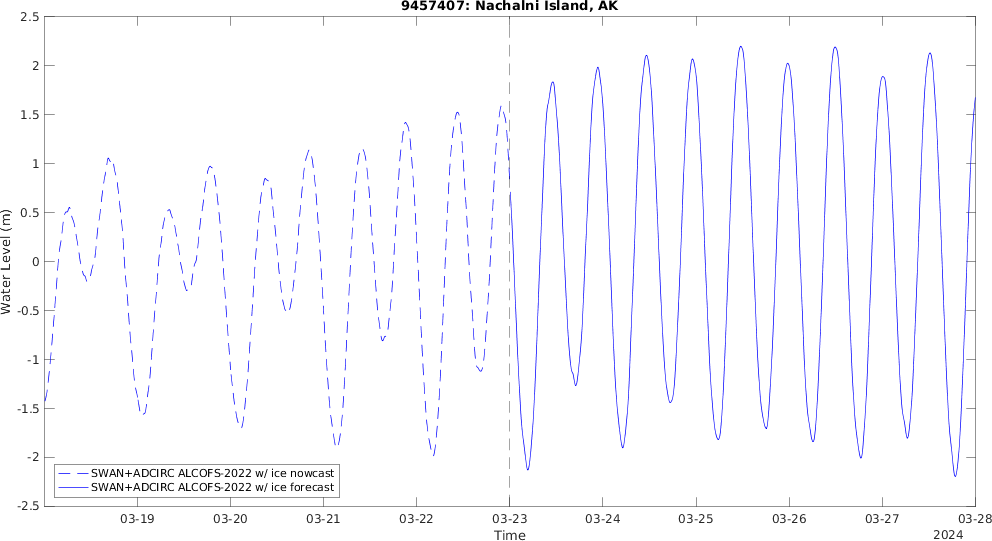 9457407: Nachalni Island, AK
2.5
2
1.5
1
0.5
0
-0.5
-1
-1.5
-2
-2.5
Water Level (m)
SWAN+ADCIRC ALCOFS-2022 w/ ice nowcast
SWAN+ADCIRC ALCOFS-2022 w/ ice forecast
03-19 03-20 03-21 03-22 03-23 03-24 03-25 03-26 03-27 03-28
Time
2024